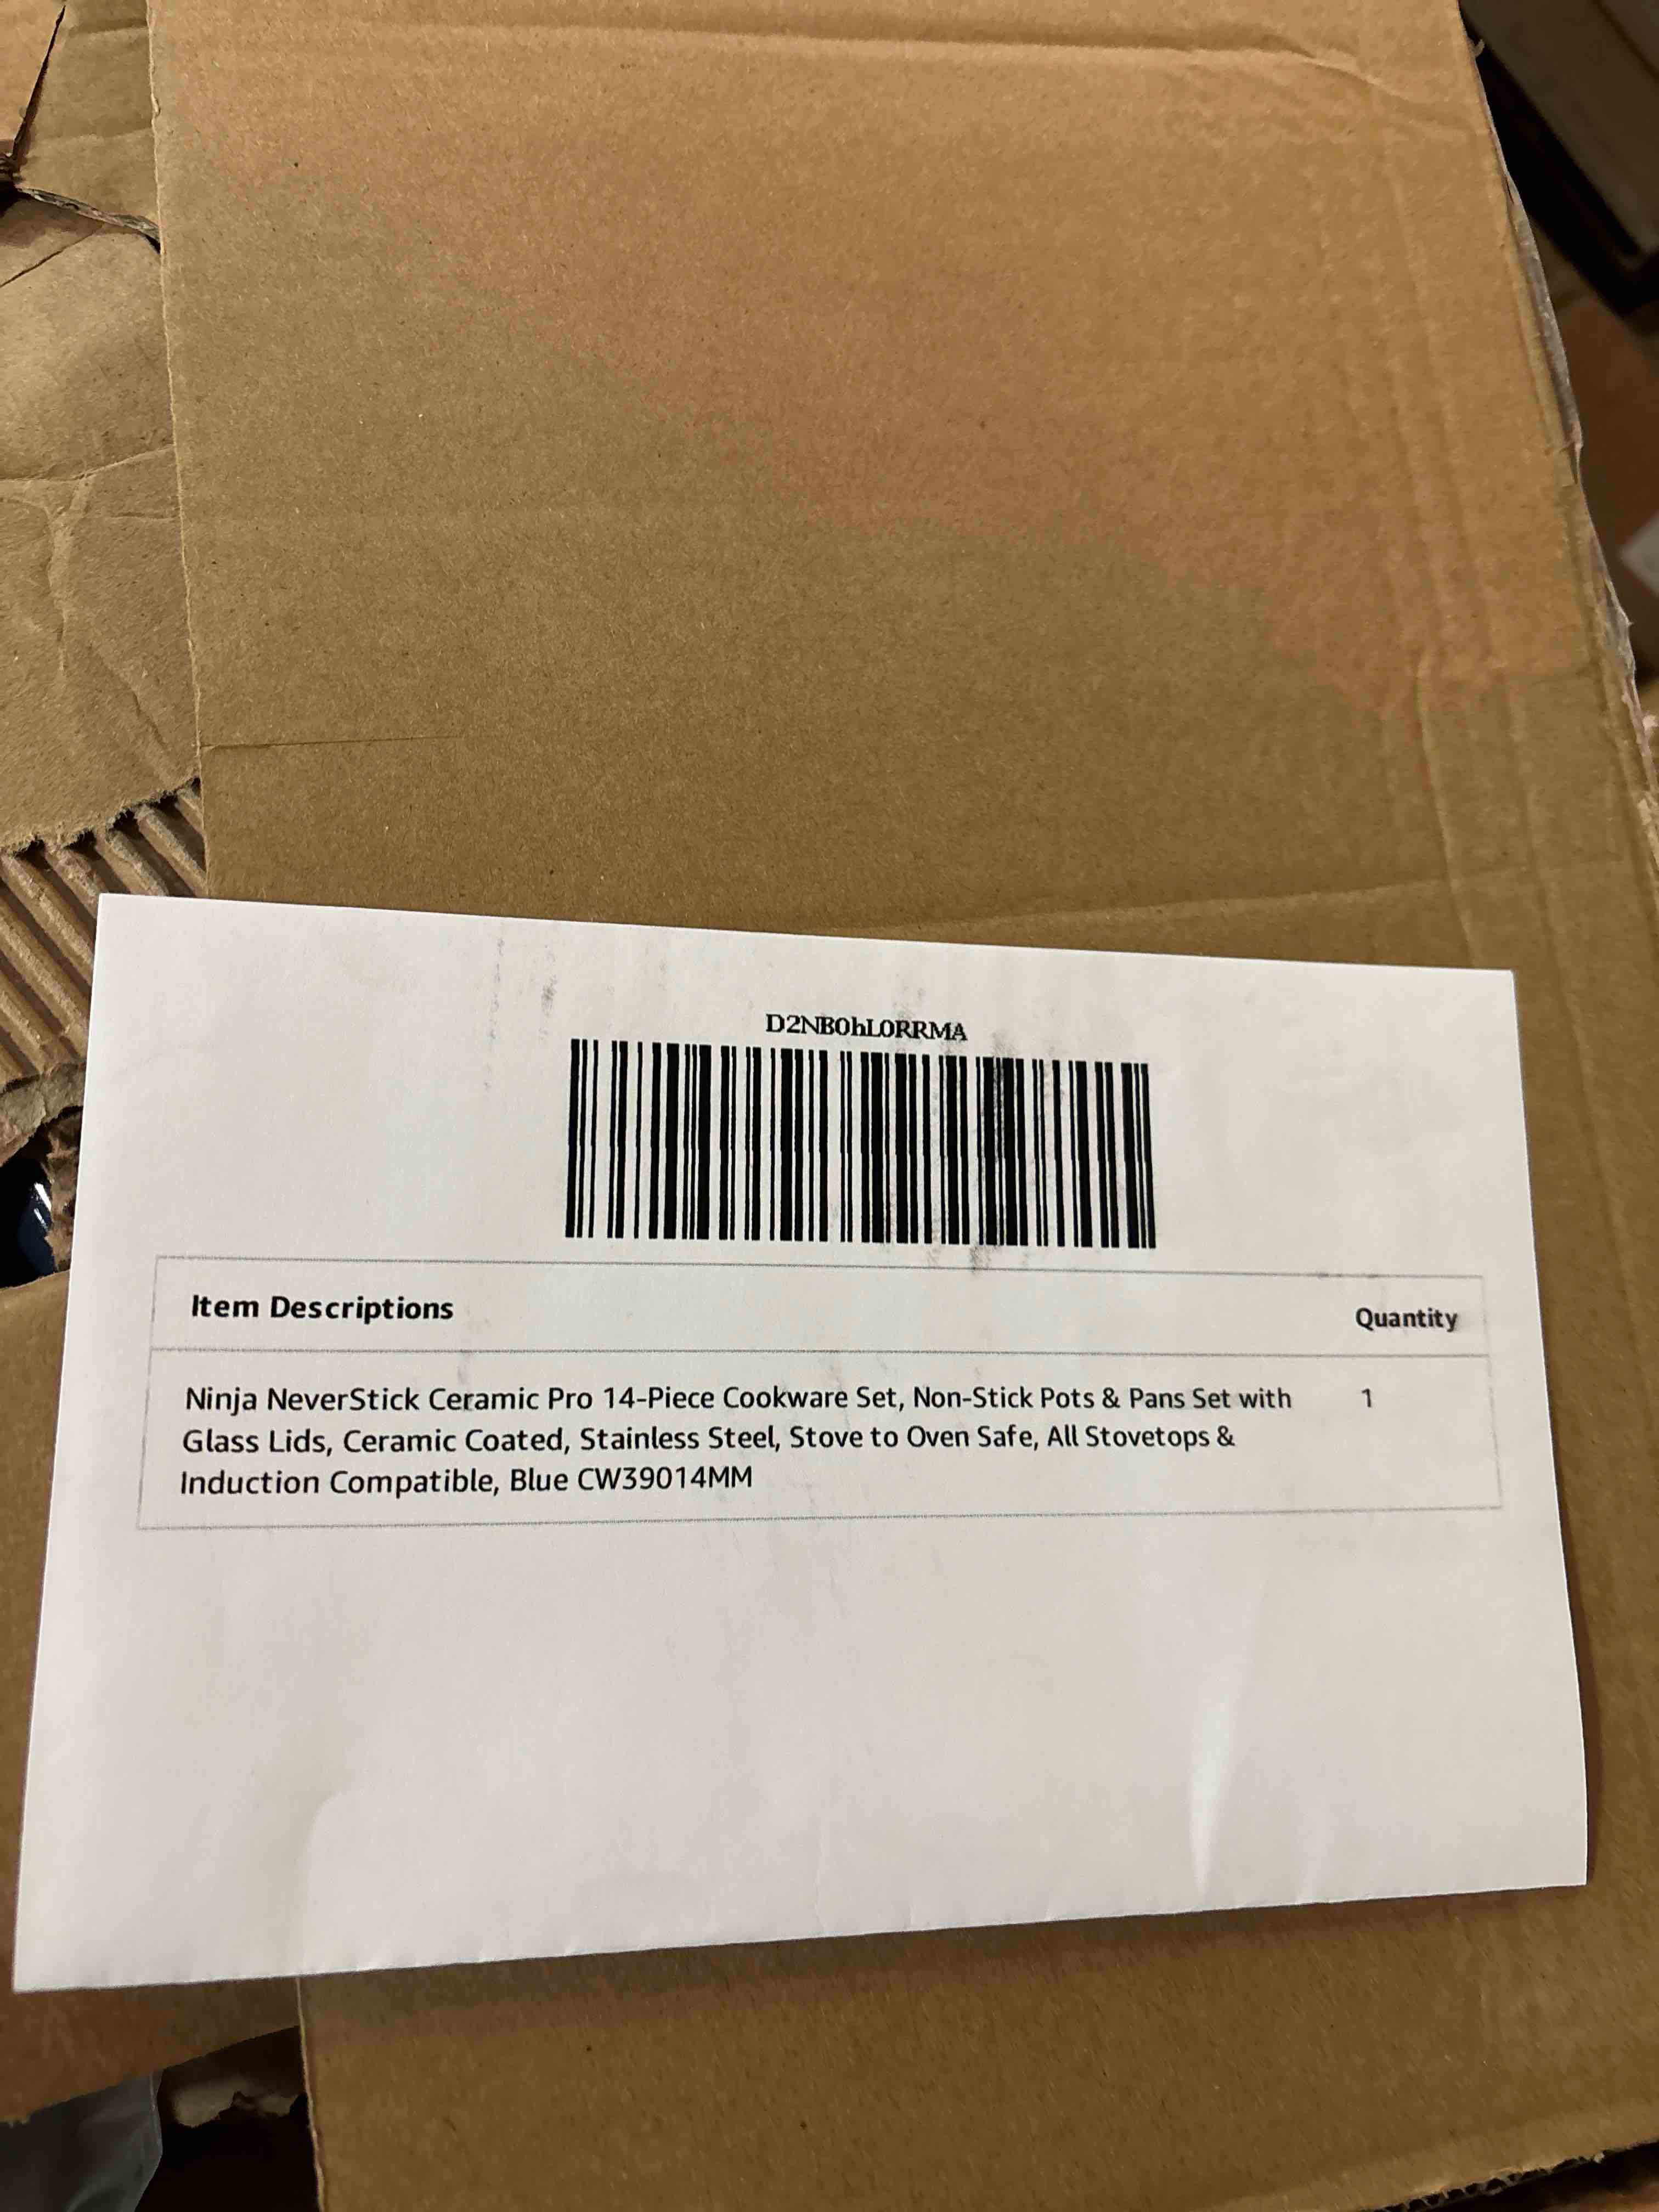 D2NB0hL0RRMA
Item Descriptions Quantity
Ninja NeverStick Ceramic Pro 14-Piece Cookware Set, Non-Stick Pots & Pans Set with 1
Glass Lids, Ceramic Coated, Stainless Steel, Stove to Oven Safe, All Stovetops &
Induction Compatible, Blue CW39014MM